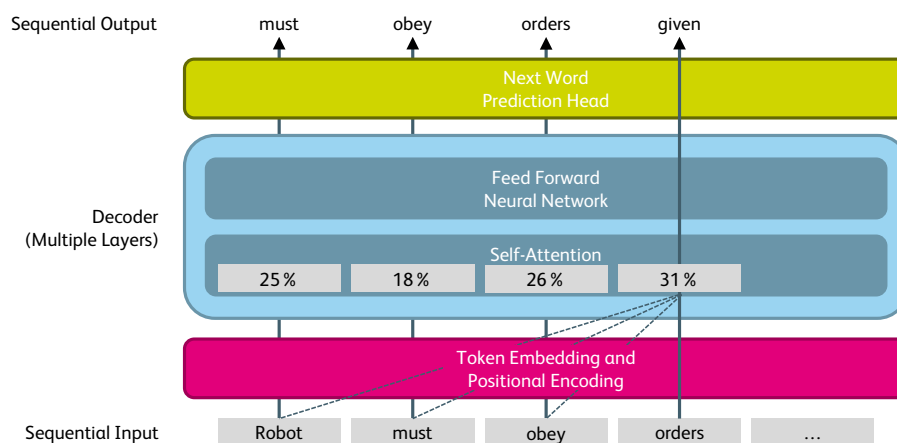 Sequential Output must obey orders given
Next Word
Prediction Head
Feed Forward
Neural Network
Decoder
(Multiple Layers)
Self-Attention
25 % 18 % 26 % 31 %
Token Embedding and
Positional Encoding
Sequential Input Robot must obey orders ...